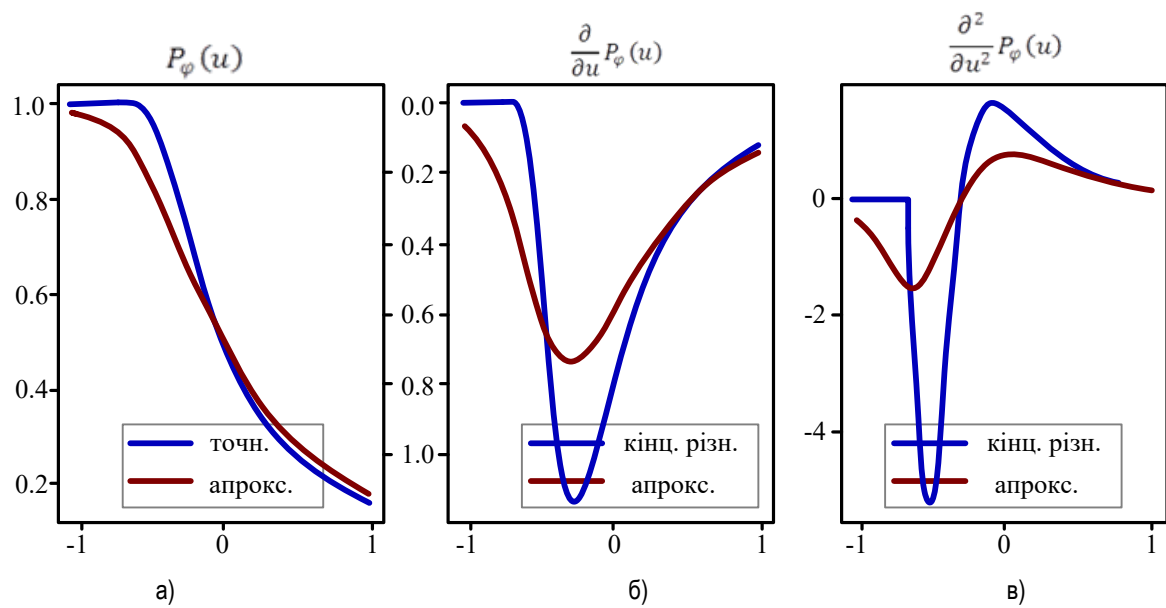 P_φ(u)
∂/∂u P_φ(u)
∂²/∂u² P_φ(u)
1.0
0.8
0.6
0.4
0.2
-1 0 1
точн.
апрокс.
а)
0.0
0.2
0.4
0.6
0.8
1.0
-1 0 1
кінц. різн.
апрокс.
б)
0
-2
-4
-1 0 1
кінц. різн.
апрокс.
в)